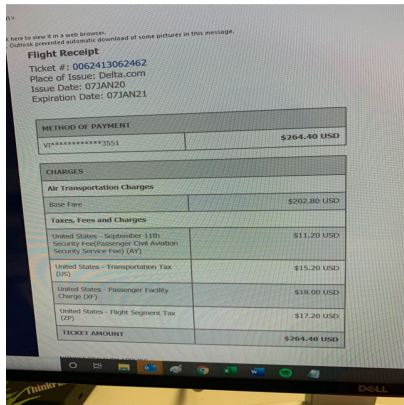 k here to view it in a web browser.
. Outlook prevented automatic download of some pictures in this message.
Flight Receipt
Ticket #: 0062413062462
Place of Issue: Delta.com
Issue Date: 07JAN20
Expiration Date: 07JAN21
METHOD OF PAYMENT
VI************3551 $264.40 USD
CHARGES
Air Transportation Charges
Base Fare $202.80 USD
Taxes, Fees and Charges
United States - September 11th
Security Fee(Passenger Civil Aviation
Security Service Fee) (AY) $11.20 USD
United States - Transportation Tax
(US) $15.20 USD
United States - Passenger Facility
Charge (XF) $18.00 USD
United States - Flight Segment Tax
(ZP) $17.20 USD
TICKET AMOUNT $264.40 USD
DELL